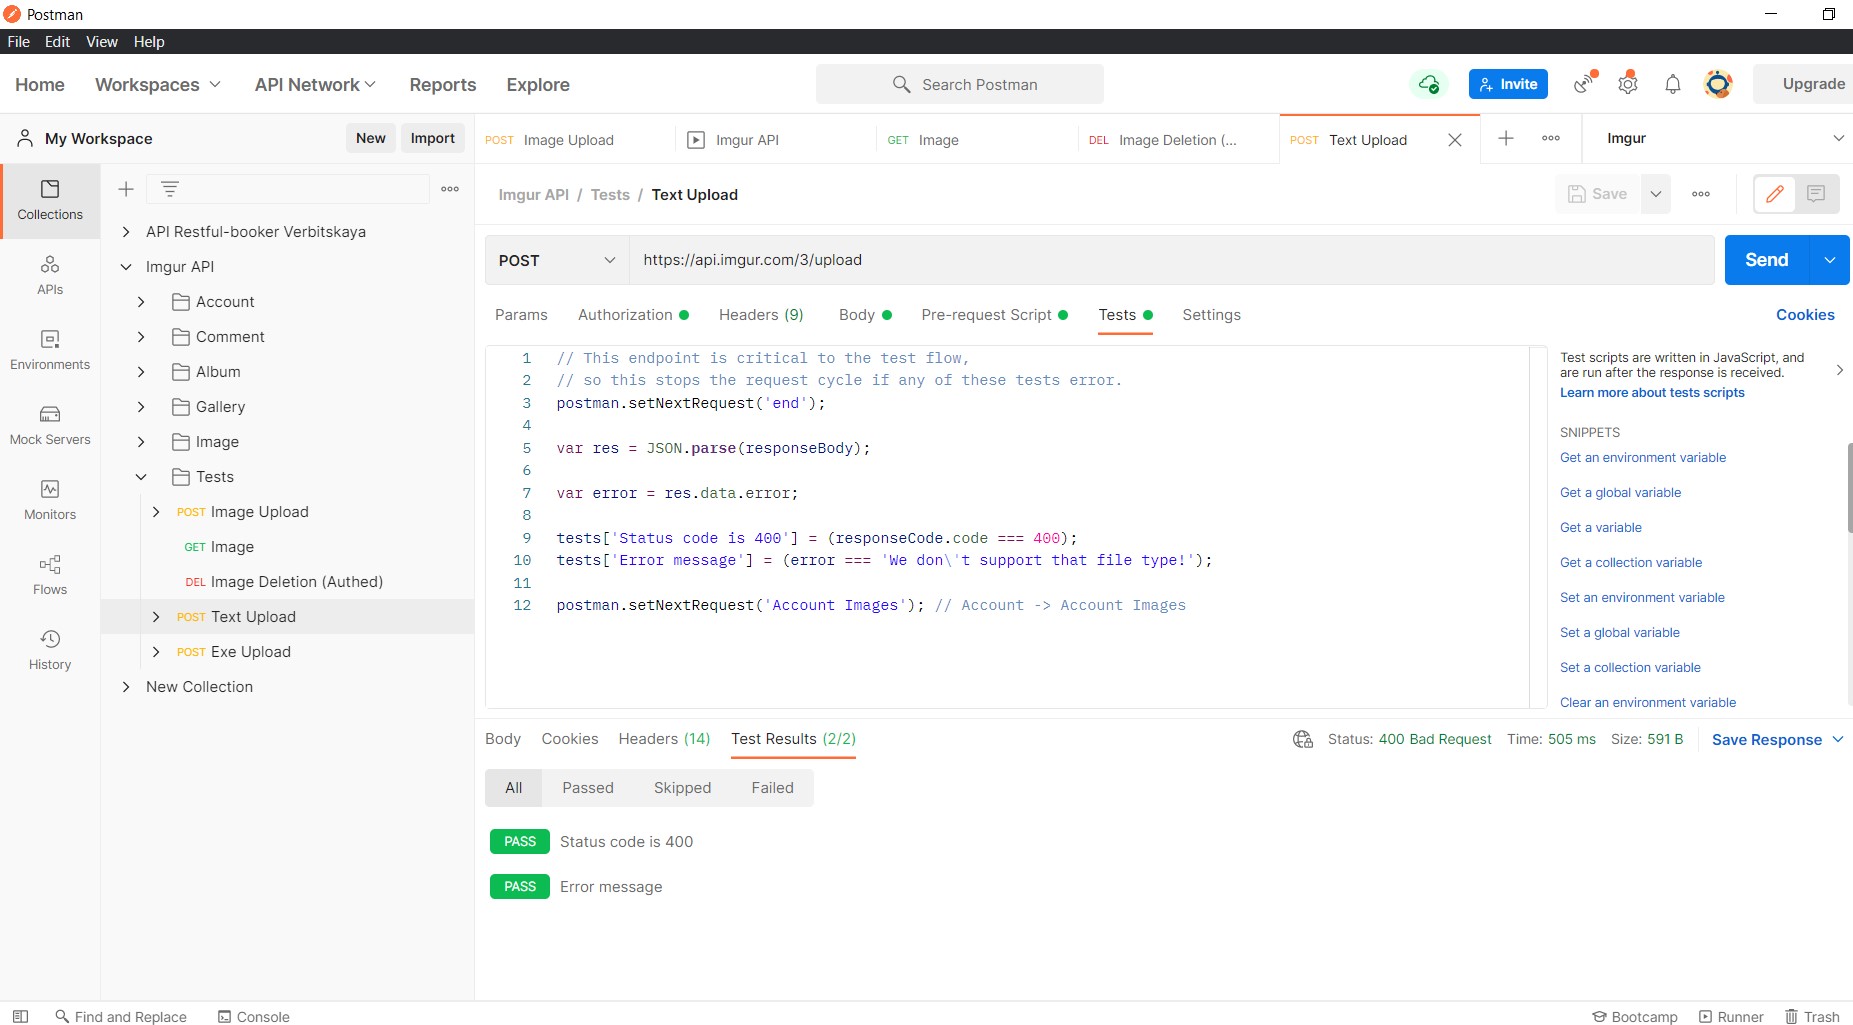 Postman
File Edit View Help
Home Workspaces API Network Reports Explore Search Postman Invite Upgrade
My Workspace New Import
POST Image Upload Imgur API GET Image DEL Image Deletion (... POST Text Upload Imgur
Collections
APIs
Environments
Mock Servers
Monitors
Flows
History
API Restful-booker Verbitskaya
Imgur API
Account
Comment
Album
Gallery
Image
Tests
POST Image Upload
GET Image
DEL Image Deletion (Authed)
POST Text Upload
POST Exe Upload
New Collection
Imgur API / Tests / Text Upload Save
POST https://api.imgur.com/3/upload Send
Params Authorization Headers (9) Body Pre-request Script Tests Settings Cookies
1 // This endpoint is critical to the test flow,
2 // so this stops the request cycle if any of these tests error.
3 postman.setNextRequest('end');
4
5 var res = JSON.parse(responseBody);
6
7 var error = res.data.error;
8
9 tests['Status code is 400'] = (responseCode.code === 400);
10 tests['Error message'] = (error === 'We don\'t support that file type!');
11
12 postman.setNextRequest('Account Images'); // Account -> Account Images
Test scripts are written in JavaScript, and
are run after the response is received.
Learn more about tests scripts
SNIPPETS
Get an environment variable
Get a global variable
Get a variable
Get a collection variable
Set an environment variable
Set a global variable
Set a collection variable
Clear an environment variable
Body Cookies Headers (14) Test Results (2/2) Status: 400 Bad Request Time: 505 ms Size: 591 B Save Response
All Passed Skipped Failed
PASS Status code is 400
PASS Error message
Find and Replace Console Bootcamp Runner Trash